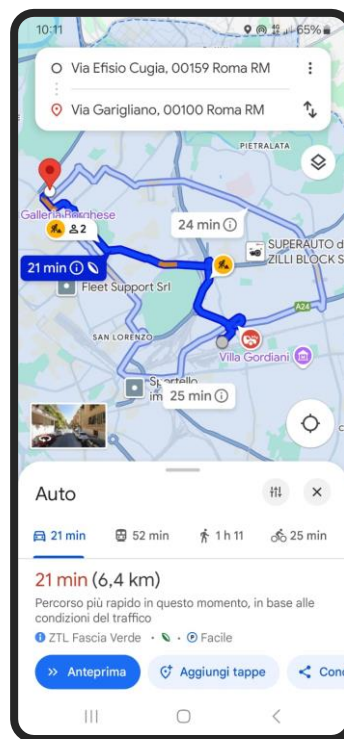 10:11
65%
Via Efisio Cugia, 00159 Roma RM
Via Garigliano, 00100 Roma RM
PIETRALATA
Galleria Borghese
2
24 min
SUPERAUTO d
ZILLI BLOCK S
21 min
Fleet Support Srl
A24
SAN LORENZO
Villa Gordiani
Sportello
im
25 min
Auto
21 min
52 min
1 h 11
25 min
21 min (6,4 km)
Percorso più rapido in questo momento, in base alle
condizioni del traffico
ZTL Fascia Verde • • P Facile
Anteprima
Aggiungi tappe
Con